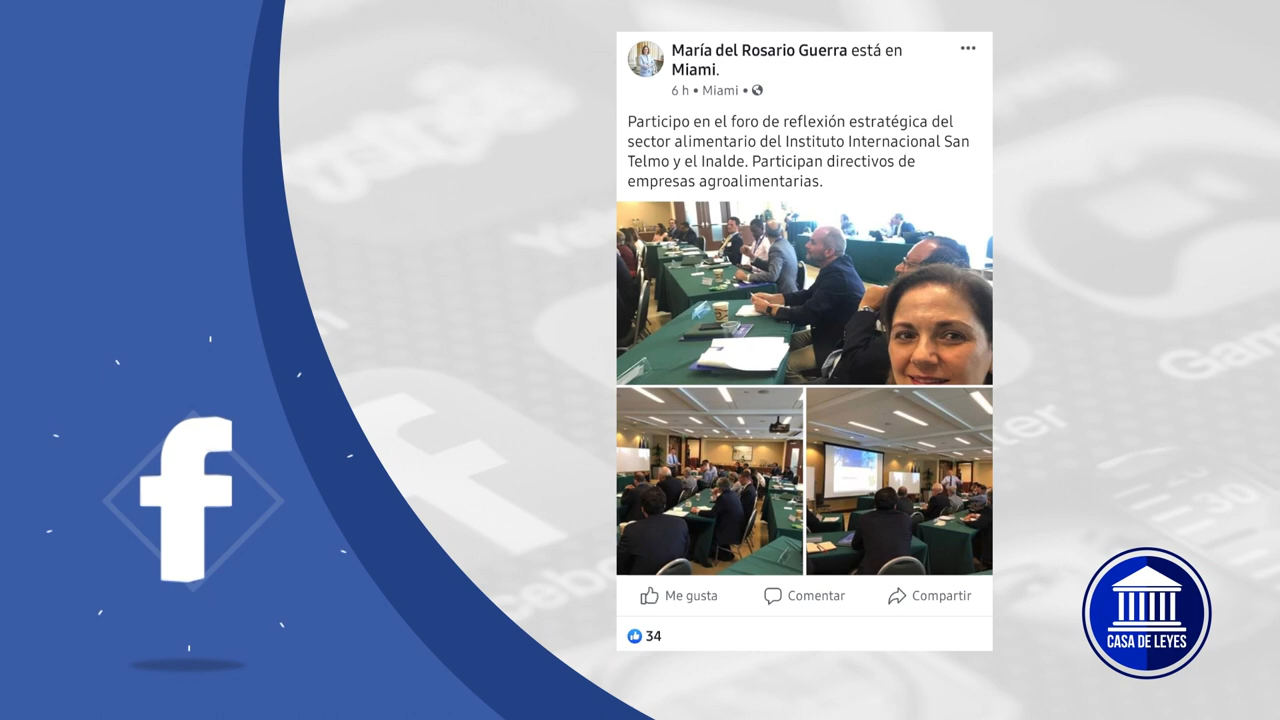 María del Rosario Guerra está en
Miami.
6 h • Miami •
Participo en el foro de reflexión estratégica del
sector alimentario del Instituto Internacional San
Telmo y el Inalde. Participan directivos de
empresas agroalimentarias.
Me gusta
Comentar
Compartir
34
f
CASA DE LEYES